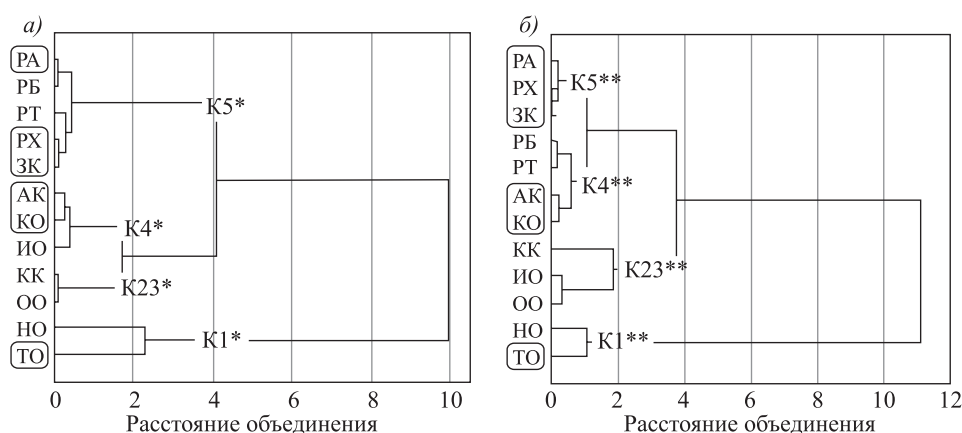 а)
РА
РБ
РТ
РХ
ЗК
АК
КО
ИО
КК
ОО
НО
ТО
К5*
К4*
К23*
К1*
0 2 4 6 8 10
Расстояние объединения
б)
РА
РХ
ЗК
РБ
РТ
АК
КО
КК
ИО
ОО
НО
ТО
К5**
К4**
К23**
К1**
0 2 4 6 8 10 12
Расстояние объединения